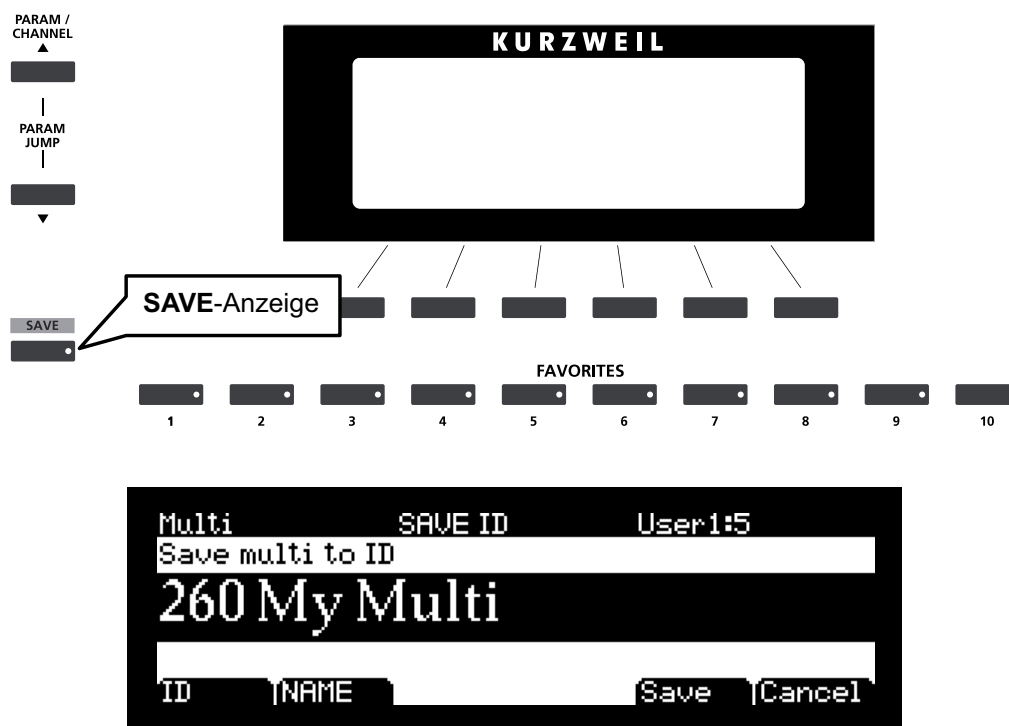 PARAM /
CHANNEL
KURZWEIL
PARAM
JUMP
SAVE-Anzeige
SAVE
FAVORITES
1 2 3 4 5 6 7 8 9 10
Multi SAVE ID User1:5
Save multi to ID
260 My Multi
ID NAME Save Cancel